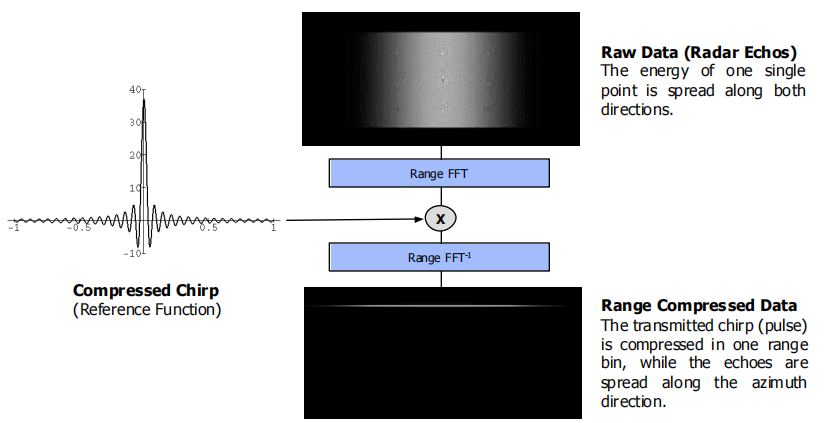 Raw Data (Radar Echos)
The energy of one single
point is spread along both
directions.
40
30
20
10
-10
-1
-0.5
0.5
1
Range FFT
X
Range FFT-1
Compressed Chirp
(Reference Function)
Range Compressed Data
The transmitted chirp (pulse)
is compressed in one range
bin, while the echoes are
spread along the azimuth
direction.